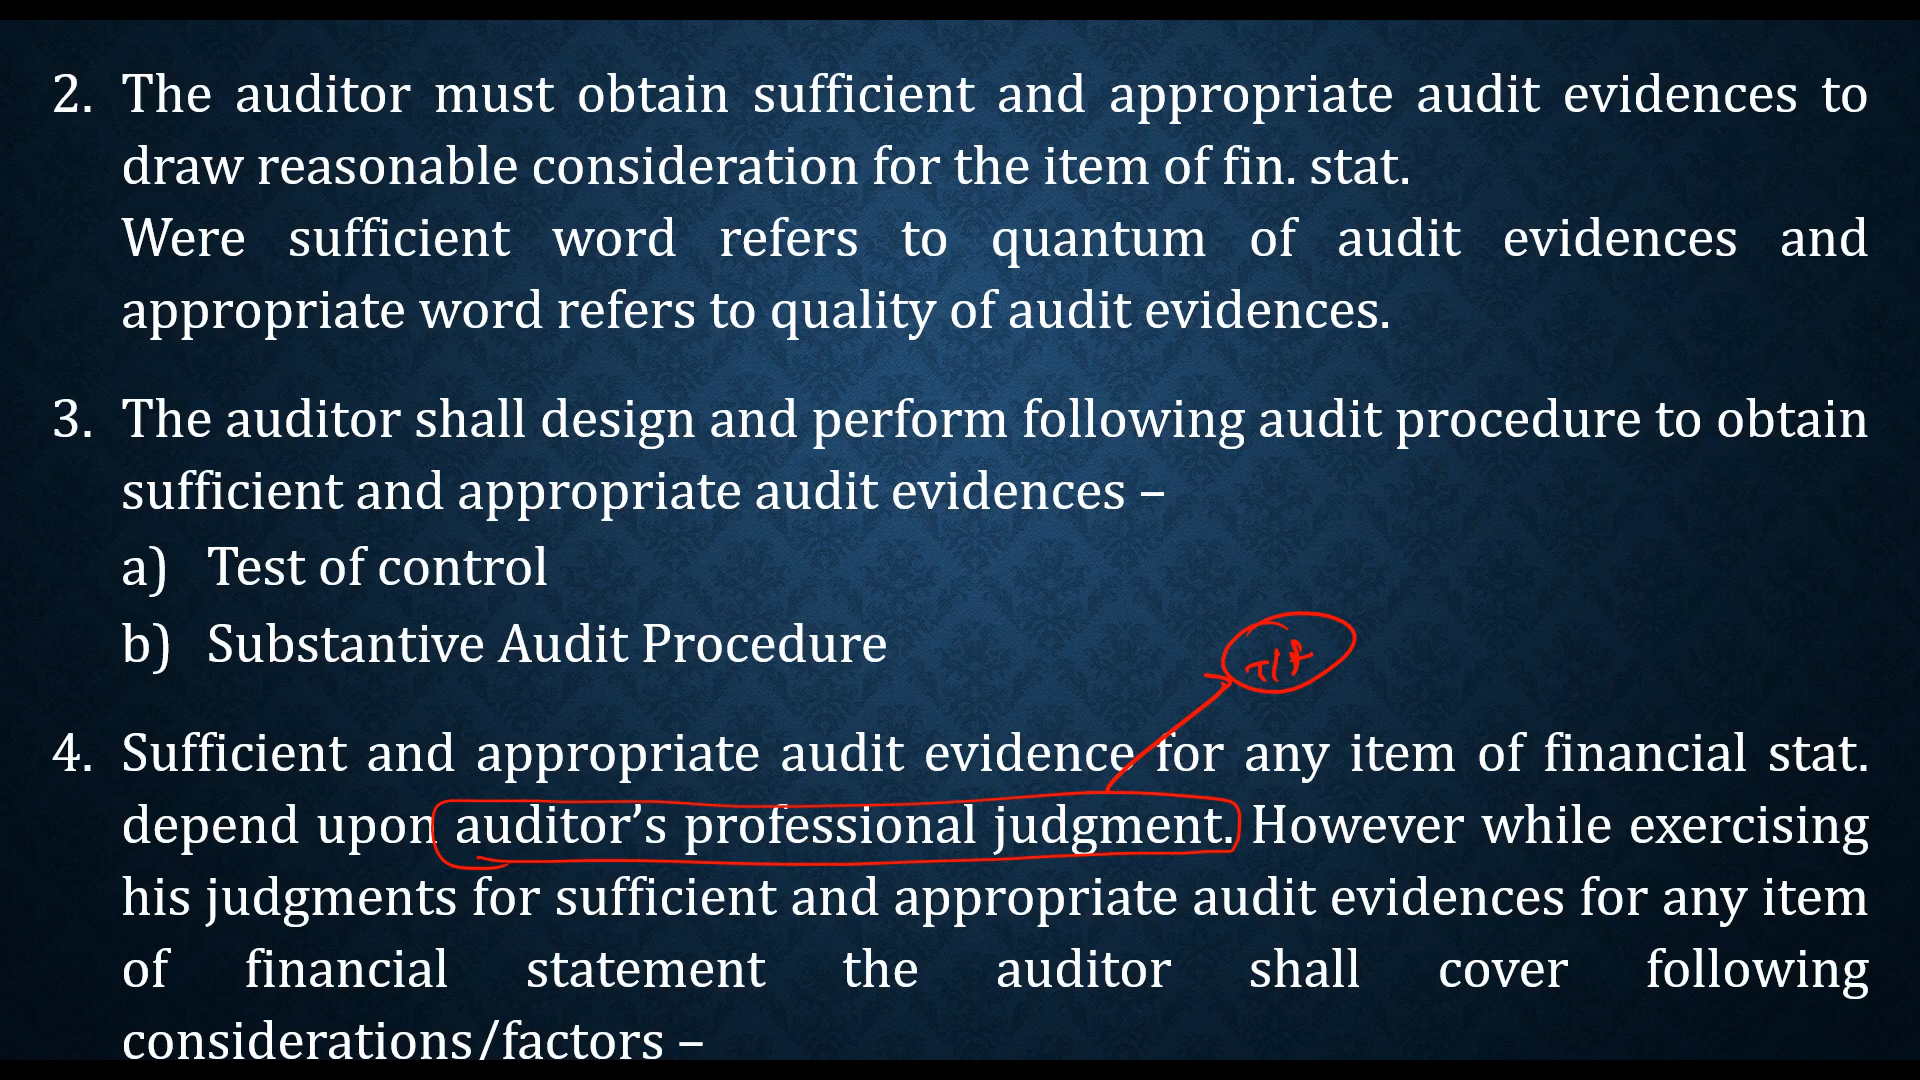 2. The auditor must obtain sufficient and appropriate audit evidences to
draw reasonable consideration for the item of fin. stat.
Were sufficient word refers to quantum of audit evidences and
appropriate word refers to quality of audit evidences.
3. The auditor shall design and perform following audit procedure to obtain
sufficient and appropriate audit evidences –
a) Test of control
b) Substantive Audit Procedure
T/F
4. Sufficient and appropriate audit evidence for any item of financial stat.
depend upon auditor’s professional judgment. However while exercising
his judgments for sufficient and appropriate audit evidences for any item
of financial statement the auditor shall cover following
considerations/factors –